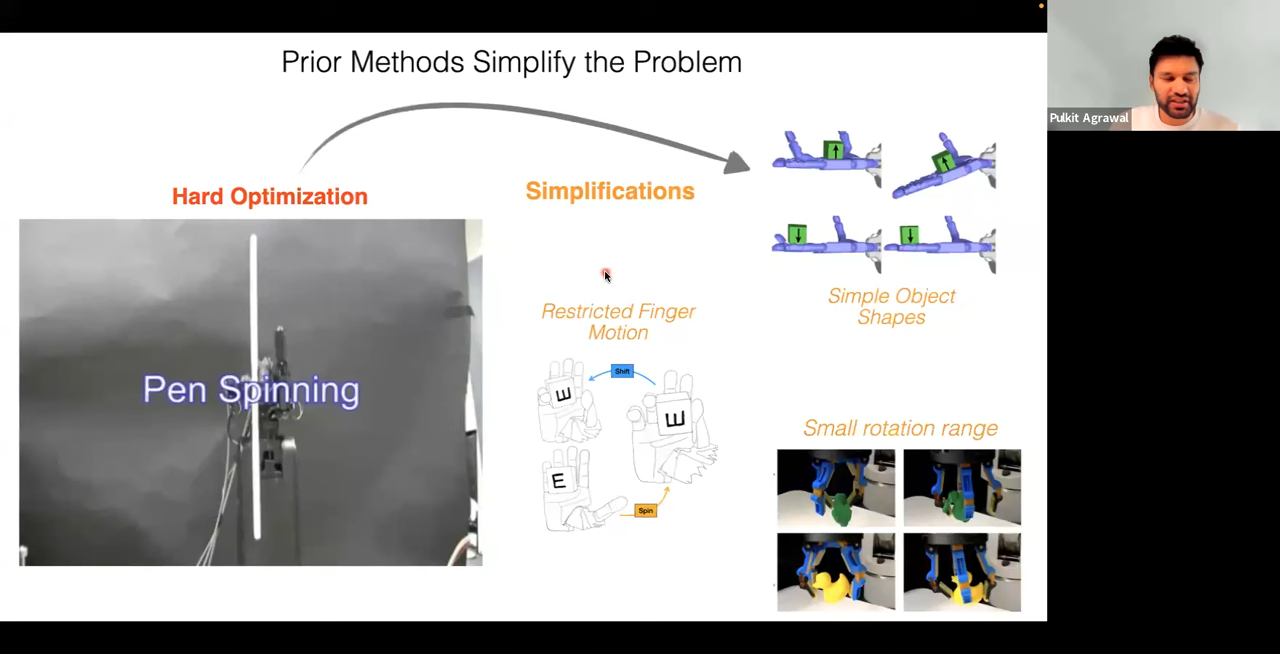 Prior Methods Simplify the Problem
Pulkit Agrawal
Hard Optimization
Simplifications
Pen Spinning
Restricted Finger
Motion
Shift
E
E
E
Spin
Simple Object
Shapes
Small rotation range